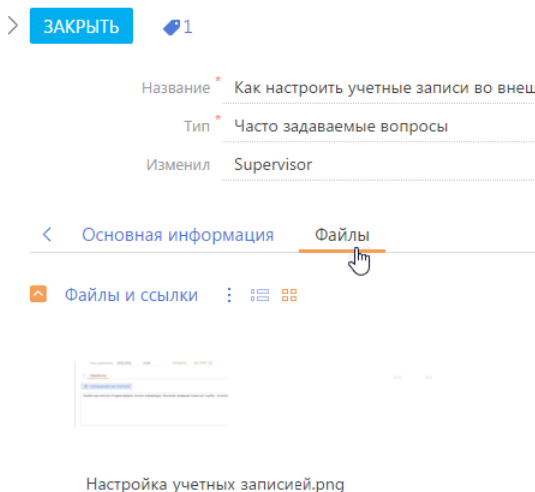 ЗАКРЫТЬ 1
Название * Как настроить учетные записи во внеш
Тип * Часто задаваемые вопросы
Изменил Supervisor
Основная информация Файлы
Файлы и ссылки
Настройка учетных записией.png